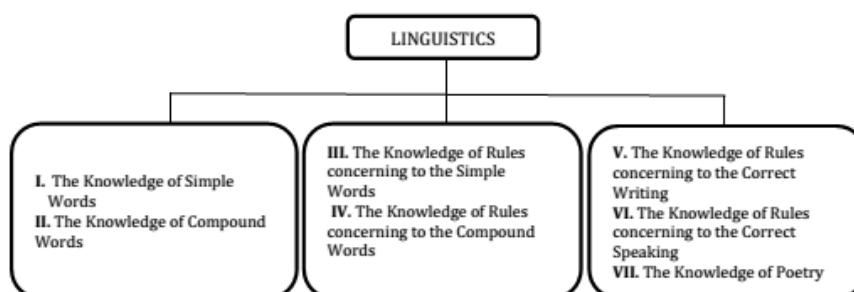 LINGUISTICS
I. The Knowledge of Simple
Words
II. The Knowledge of Compound
Words
III. The Knowledge of Rules
concerning to the Simple
Words
IV. The Knowledge of Rules
concerning to the Compound
Words
V. The Knowledge of Rules
concerning to the Correct
Writing
VI. The Knowledge of Rules
concerning to the Correct
Speaking
VII. The Knowledge of Poetry